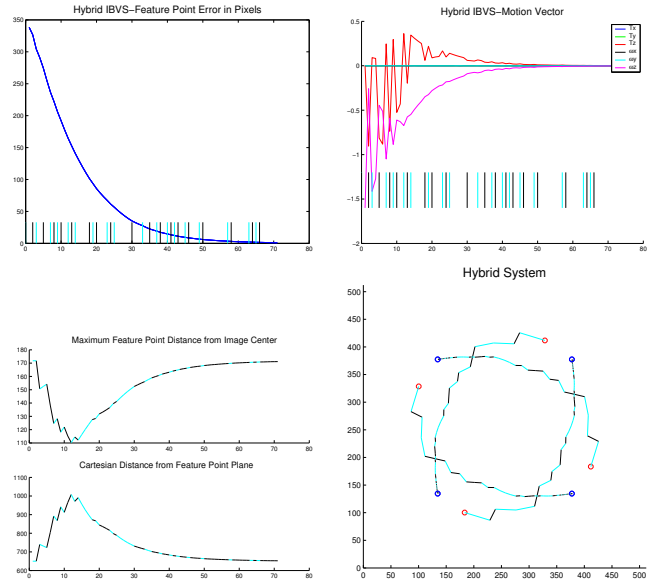 Hybrid IBVS−Feature Point Error in Pixels
350
300
250
200
150
100
50
0
0 10 20 30 40 50 60 70 80
Hybrid IBVS−Motion Vector
0.5
0
−0.5
−1
−1.5
−2
0 10 20 30 40 50 60 70 80
Tx
Ty
Tz
ωx
ωy
ωz
Maximum Feature Point Distance from Image Center
180
170
160
150
140
130
120
110
0 10 20 30 40 50 60 70 80
Cartesian Distance from Feature Point Plane
1100
1000
900
800
700
600
0 10 20 30 40 50 60 70 80
Hybrid System
500
450
400
350
300
250
200
150
100
50
0
0 50 100 150 200 250 300 350 400 450 500